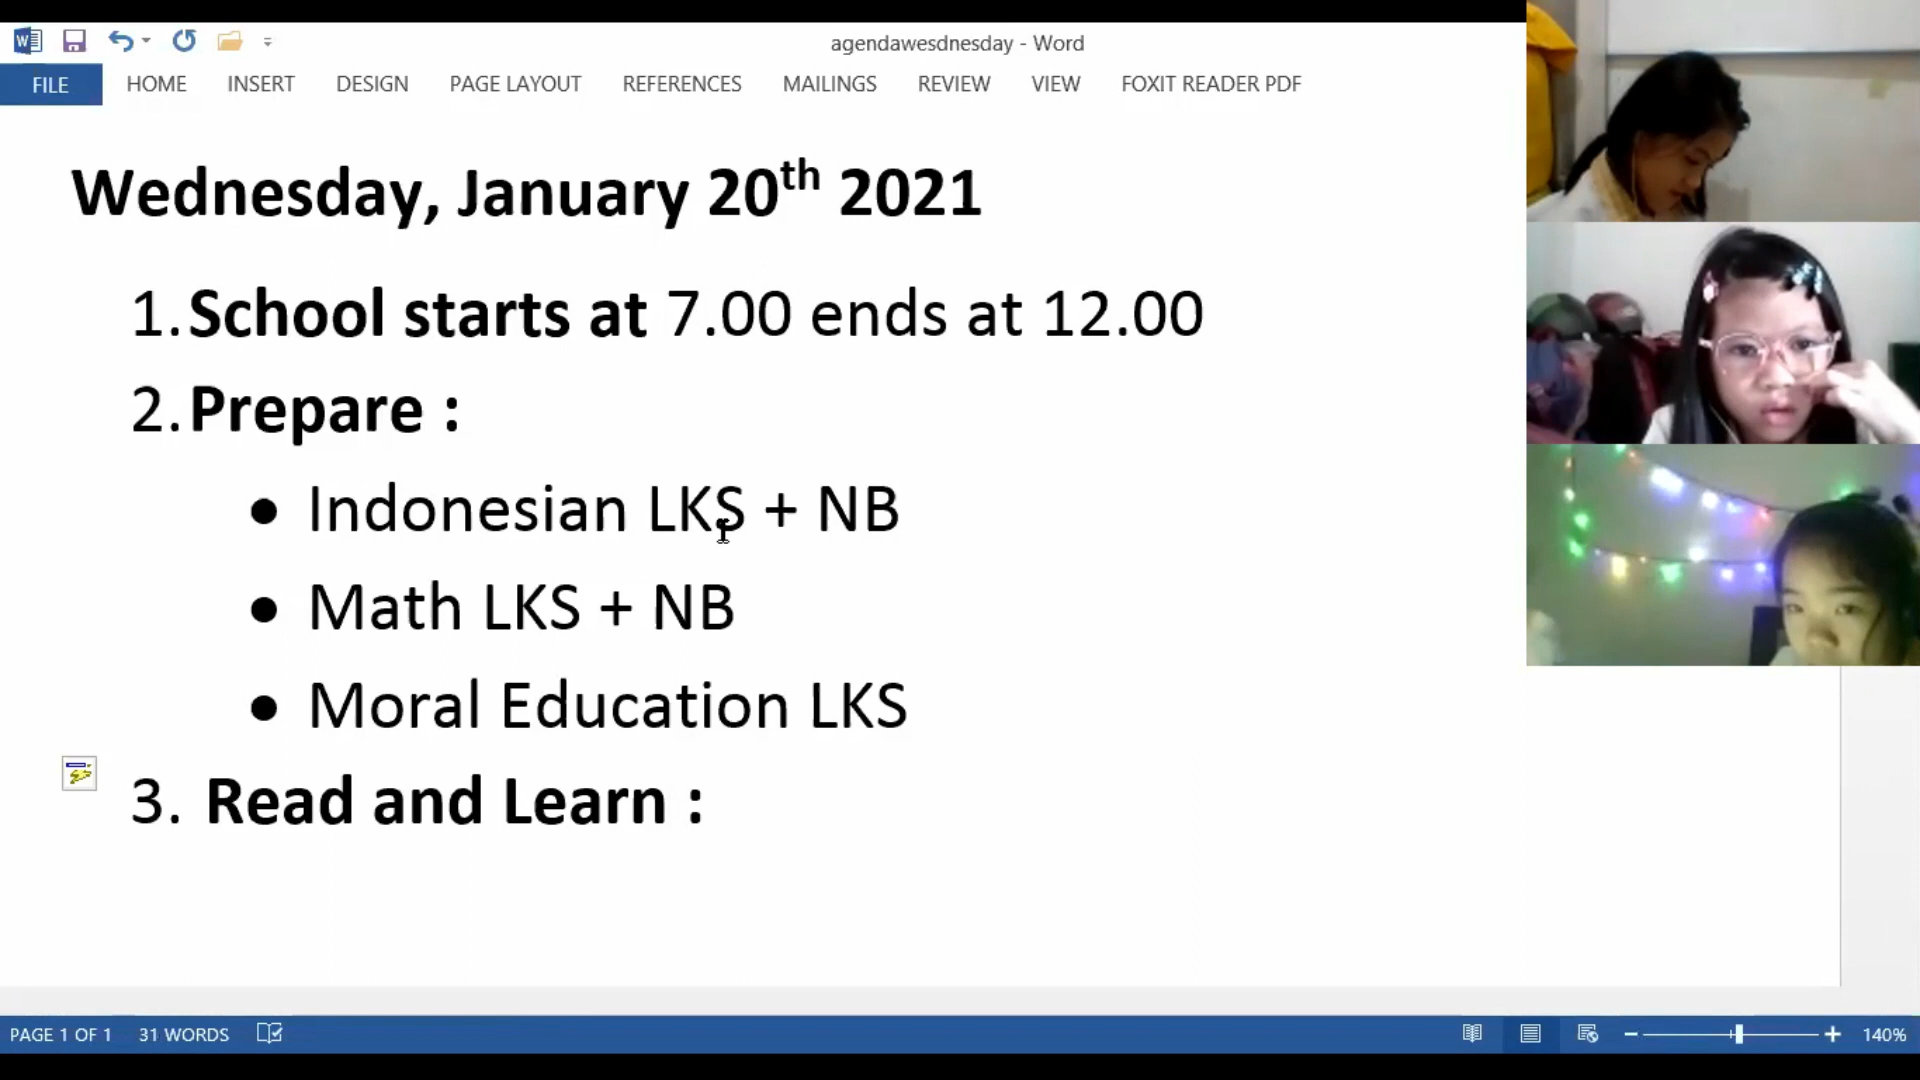 agendawesdnesday - Word
FILE HOME INSERT DESIGN PAGE LAYOUT REFERENCES MAILINGS REVIEW VIEW FOXIT READER PDF
Wednesday, January 20th 2021
1. School starts at 7.00 ends at 12.00
2. Prepare :
● Indonesian LKS + NB
● Math LKS + NB
● Moral Education LKS
3. Read and Learn :
PAGE 1 OF 1 31 WORDS 140%